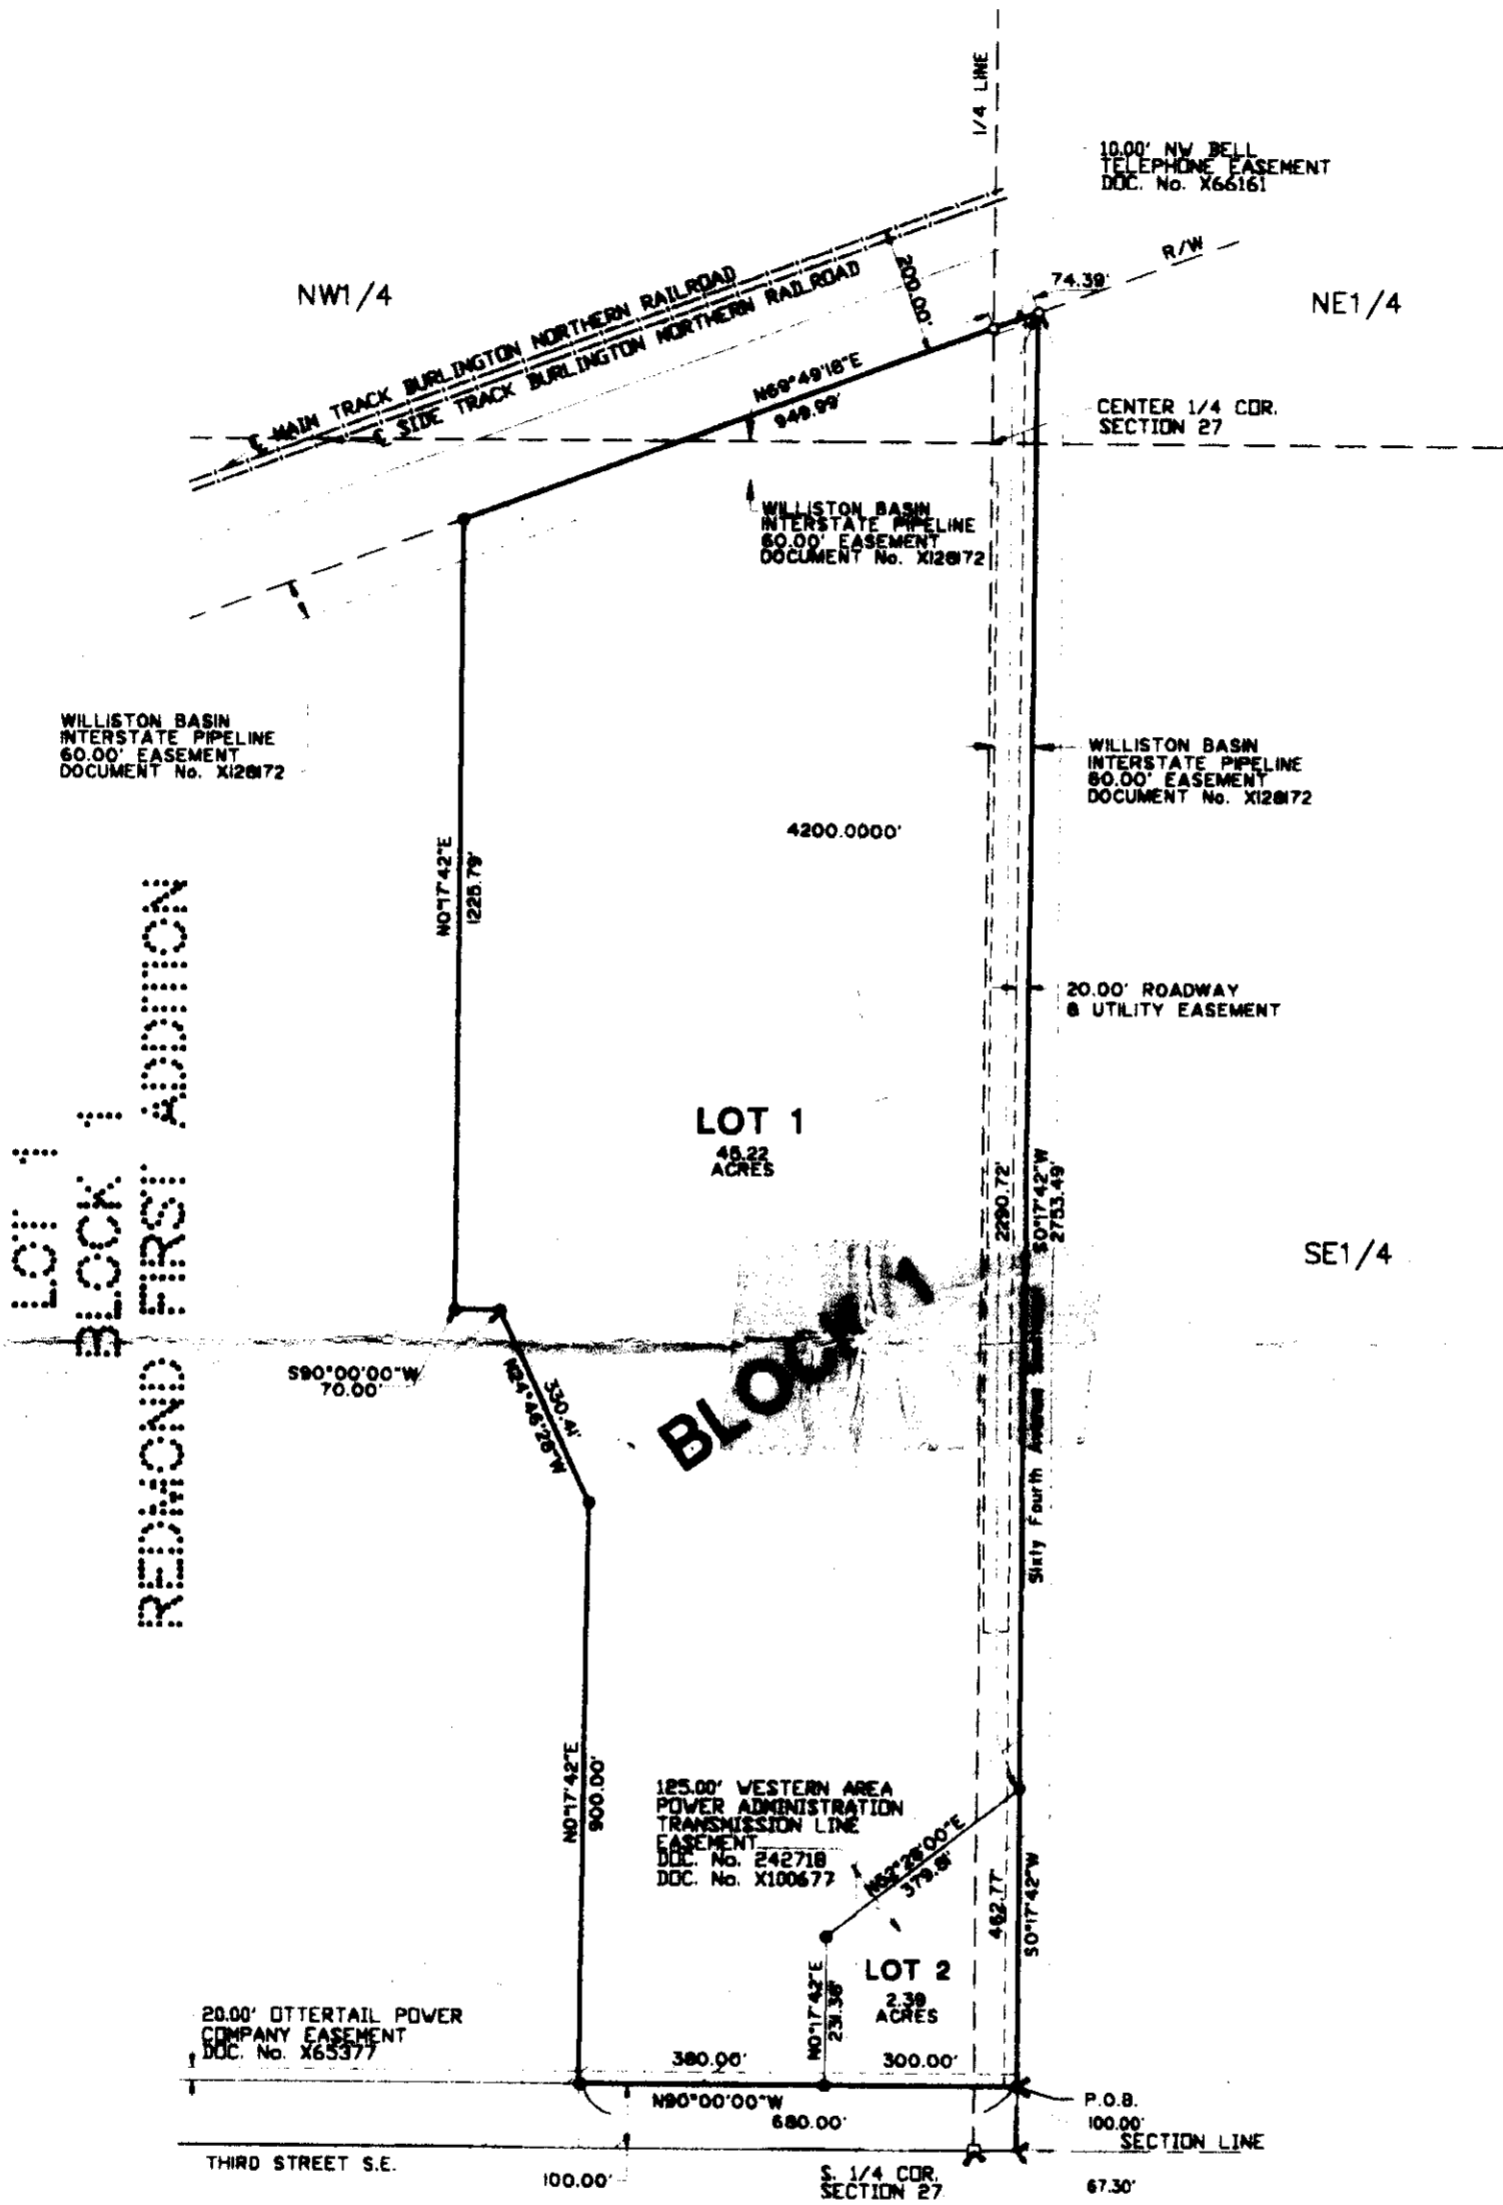 1/4 LINE
10.00' NW BELL
TELEPHONE EASEMENT
DOC. No. X66161
R/W
NW1/4
74.39'
NE1/4
200.00'
℄ MAIN TRACK BURLINGTON NORTHERN RAILROAD
℄ SIDE TRACK BURLINGTON NORTHERN RAILROAD
N69°49'18"E
949.99'
CENTER 1/4 COR.
SECTION 27
WILLISTON BASIN
INTERSTATE PIPELINE
60.00' EASEMENT
DOCUMENT No. X128172
WILLISTON BASIN
INTERSTATE PIPELINE
60.00' EASEMENT
DOCUMENT No. X128172
WILLISTON BASIN
INTERSTATE PIPELINE
60.00' EASEMENT
DOCUMENT No. X128172
4200.0000'
N0°17'42"E
1225.79'
20.00' ROADWAY
& UTILITY EASEMENT
LOT 1
BLOCK 1
REDMOND FIRST ADDITION
LOT 1
45.22
ACRES
2290.72'
S0°17'42"W
2753.49'
SE1/4
BLOCK 1
S90°00'00"W
70.00'
330.41'
N24°46'26"W
Sixty Fourth Avenue
N0°17'42"E
900.00'
125.00' WESTERN AREA
POWER ADMINISTRATION
TRANSMISSION LINE
EASEMENT
DOC. No. 242718
DOC. No. X100677
N52°26'00"E
379.81'
462.77'
S0°17'42"W
LOT 2
2.39
ACRES
N0°17'42"E
231.36'
20.00' OTTERTAIL POWER
COMPANY EASEMENT
DOC. No. X65377
380.00'
300.00'
N90°00'00"W
680.00'
P.O.B.
100.00'
SECTION LINE
THIRD STREET S.E.
100.00'
S. 1/4 COR.
SECTION 27
67.30'